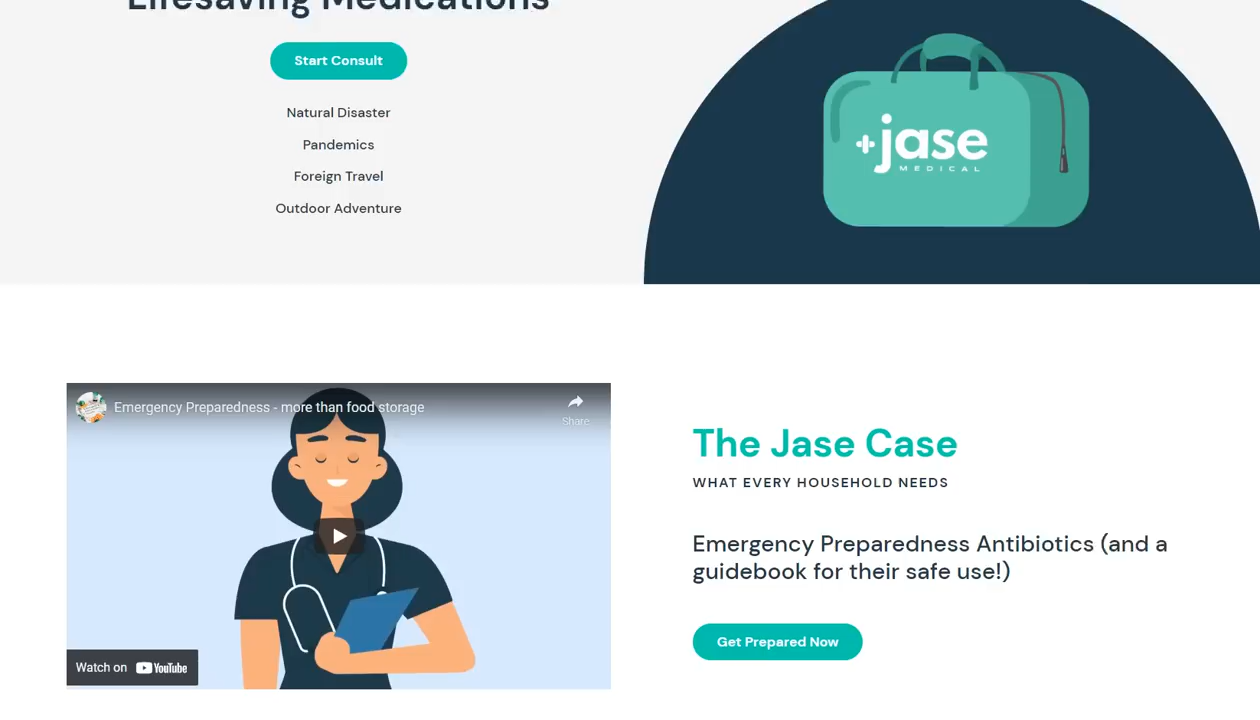 Lifesaving Medications
Start Consult
Natural Disaster
Pandemics
Foreign Travel
Outdoor Adventure
jase
MEDICAL
Emergency Preparedness - more than food storage
Share
Watch on YouTube
The Jase Case
WHAT EVERY HOUSEHOLD NEEDS
Emergency Preparedness Antibiotics (and a
guidebook for their safe use!)
Get Prepared Now